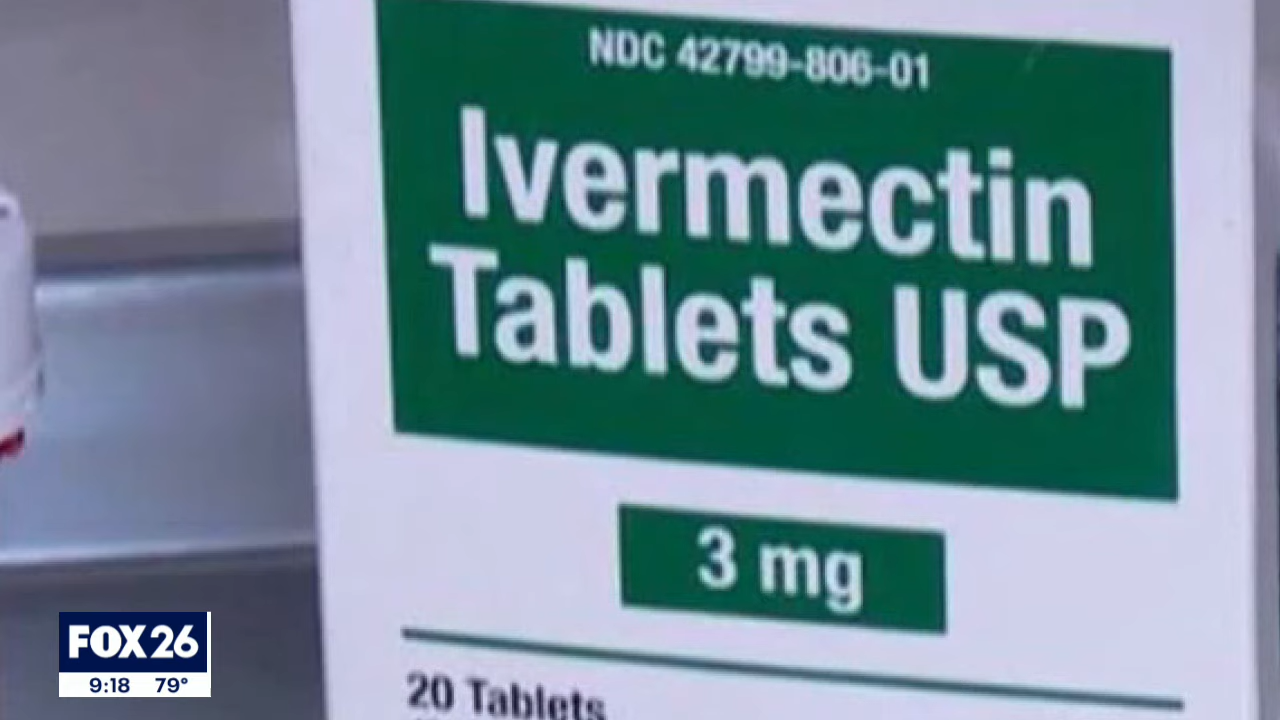 NDC 42799-806-01
Ivermectin
Tablets USP
3 mg
20 Tablets
FOX 26
9:18 79°